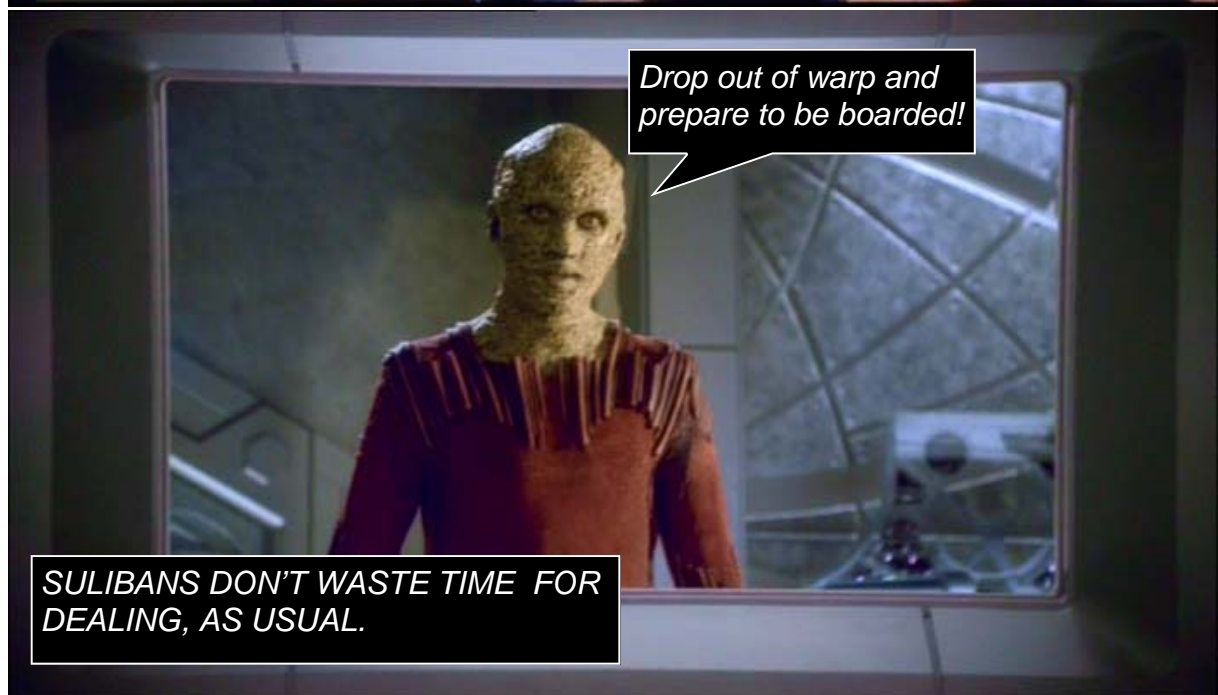 Drop out of warp and
prepare to be boarded!
SULIBANS DON’T WASTE TIME  FOR
DEALING, AS USUAL.